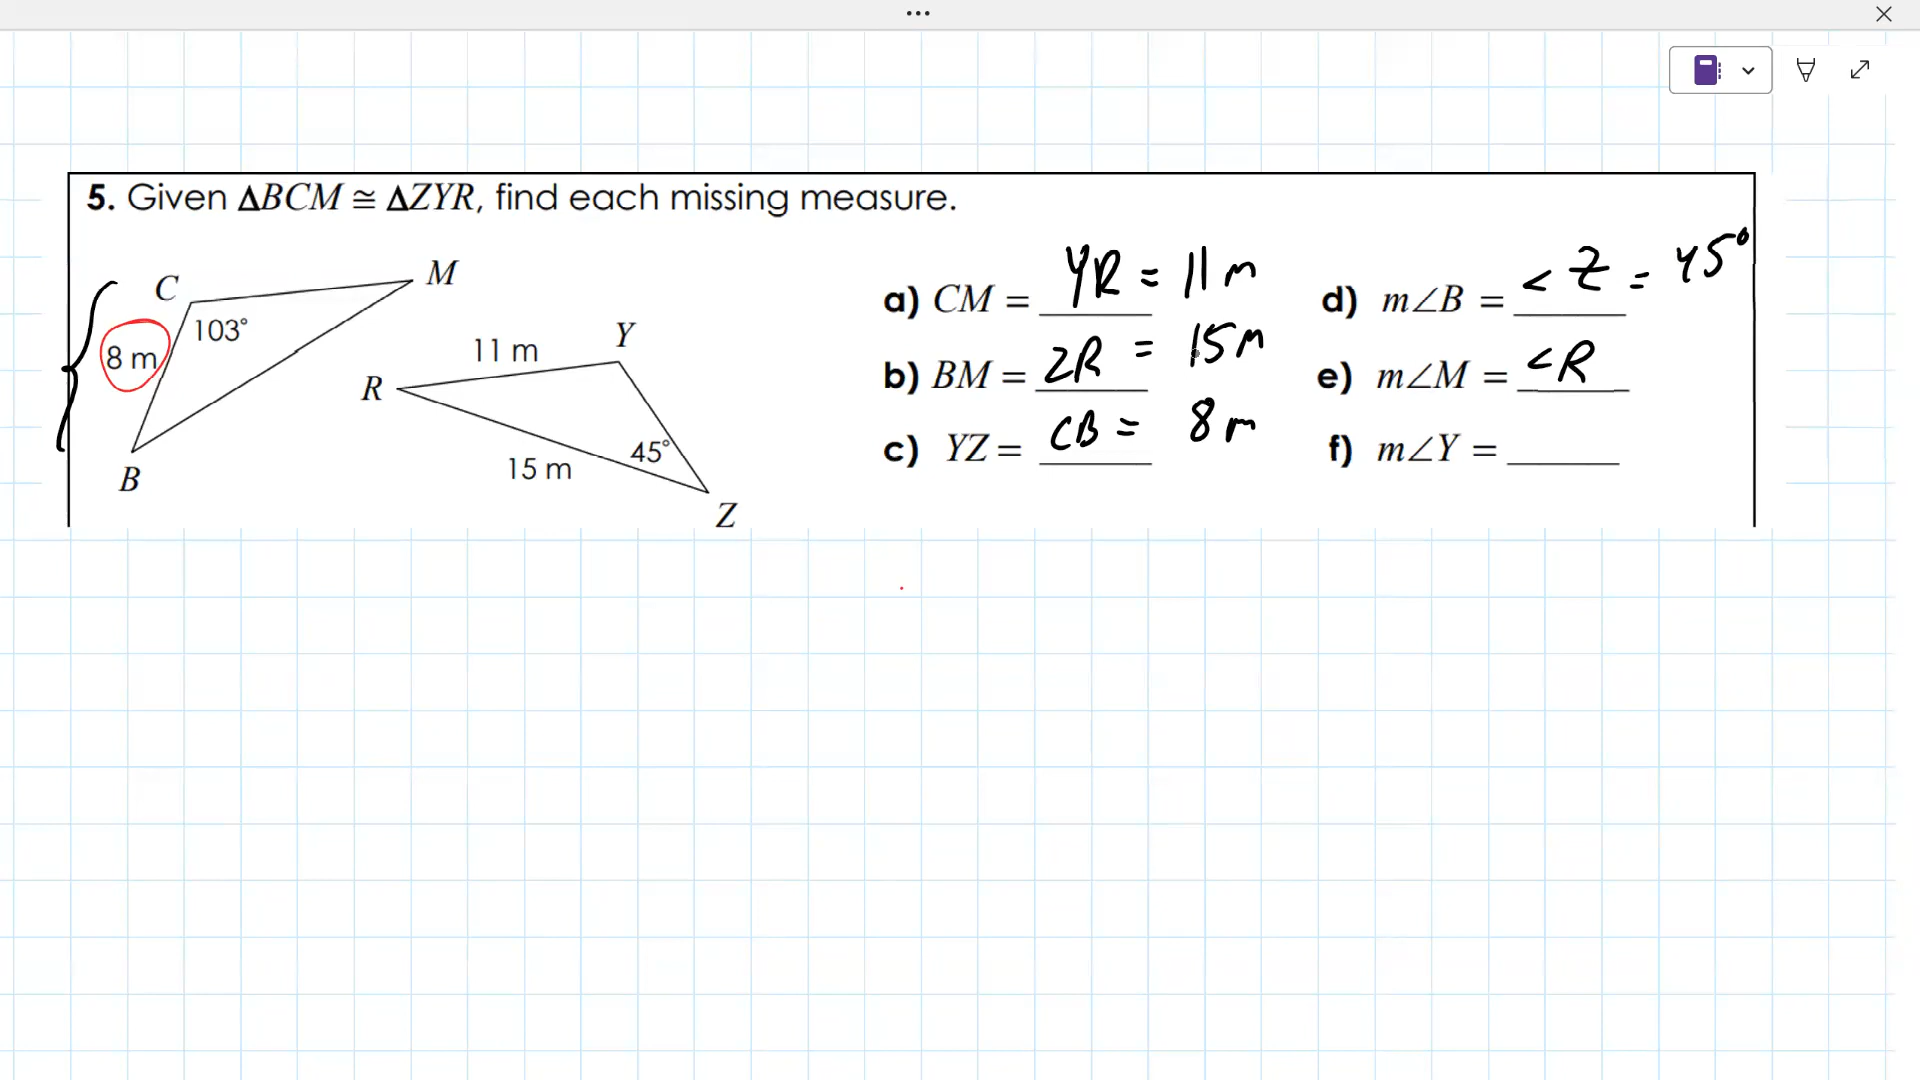 5. Given ΔBCM ≅ ΔZYR, find each missing measure.
C
M
103°
8 m
B
Y
11 m
R
45°
15 m
Z
a) CM = YR = 11 m
b) BM = ZR = 15 m
c) YZ = CB = 8 m
d) m∠B = <Z = 45°
e) m∠M = <R
f) m∠Y = ______